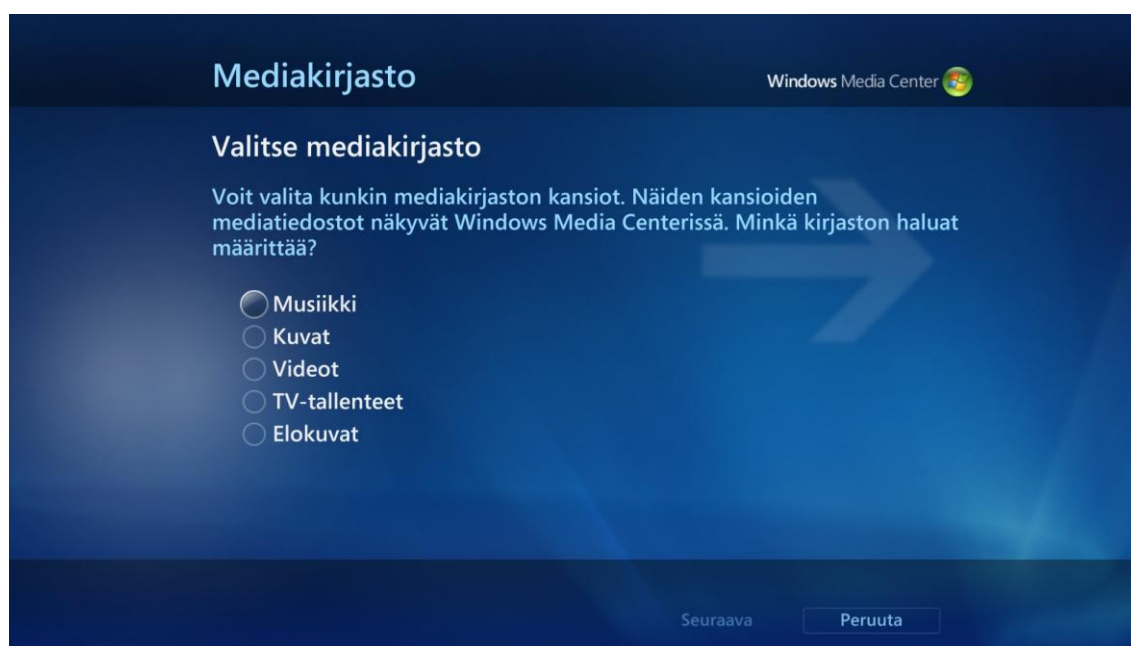 Mediakirjasto
Windows Media Center
Valitse mediakirjasto
Voit valita kunkin mediakirjaston kansiot. Näiden kansioiden
mediatiedostot näkyvät Windows Media Centerissä. Minkä kirjaston haluat
määrittää?
Musiikki
Kuvat
Videot
TV-tallenteet
Elokuvat
Seuraava
Peruuta